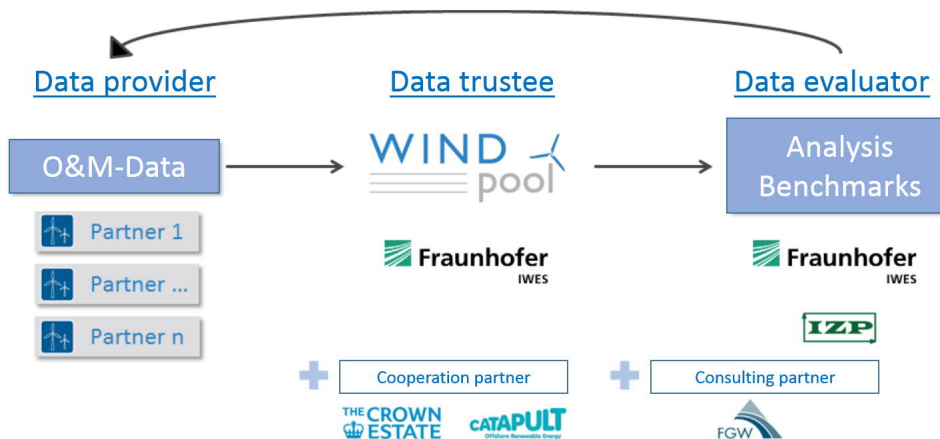 Data provider
Data trustee
Data evaluator
O&M-Data
WIND
pool
Analysis
Benchmarks
Partner 1
Partner ...
Partner n
Fraunhofer
IWES
Fraunhofer
IWES
IZP
Cooperation partner
Consulting partner
THE CROWN
ESTATE
CATAPULT
Offshore Renewable Energy
FGW